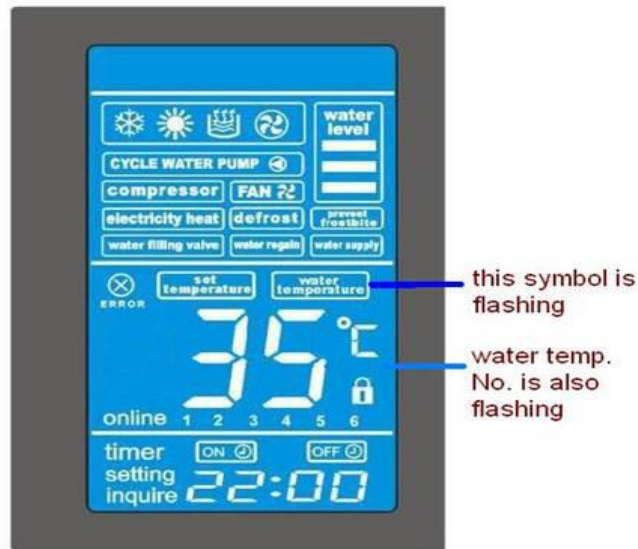 water
level
CYCLE WATER PUMP
compressor FAN
electricity heat defrost prevent
frostbite
water filling valve water regain water supply
ERROR
set
temperature
water
temporature
this symbol is
flashing
35 °C
water temp.
No. is also
flashing
online 1 2 3 4 5 6
timer ON OFF
setting
inquire 22:00